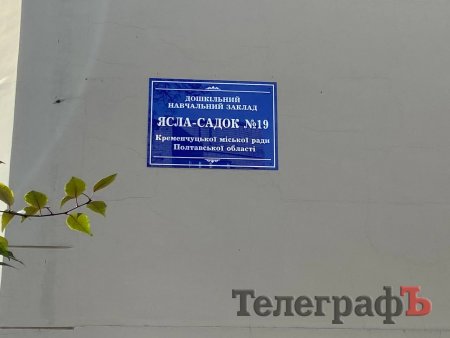 ДОШКІЛЬНИЙ
НАВЧАЛЬНИЙ ЗАКЛАД
ЯСЛА-САДОК №19
Кременчуцької міської ради
Полтавської області
ТелеграфЪ